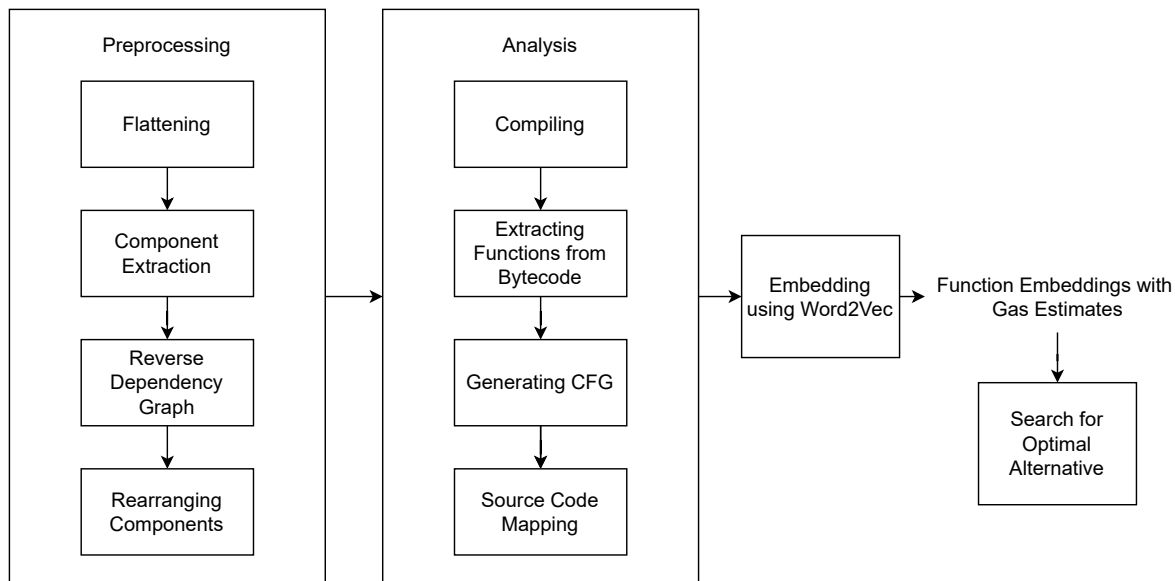 Preprocessing
Flattening
Component
Extraction
Reverse
Dependency
Graph
Rearranging
Components
Analysis
Compiling
Extracting
Functions from
Bytecode
Generating CFG
Source Code
Mapping
Embedding
using Word2Vec
Function Embeddings with
Gas Estimates
Search for
Optimal
Alternative